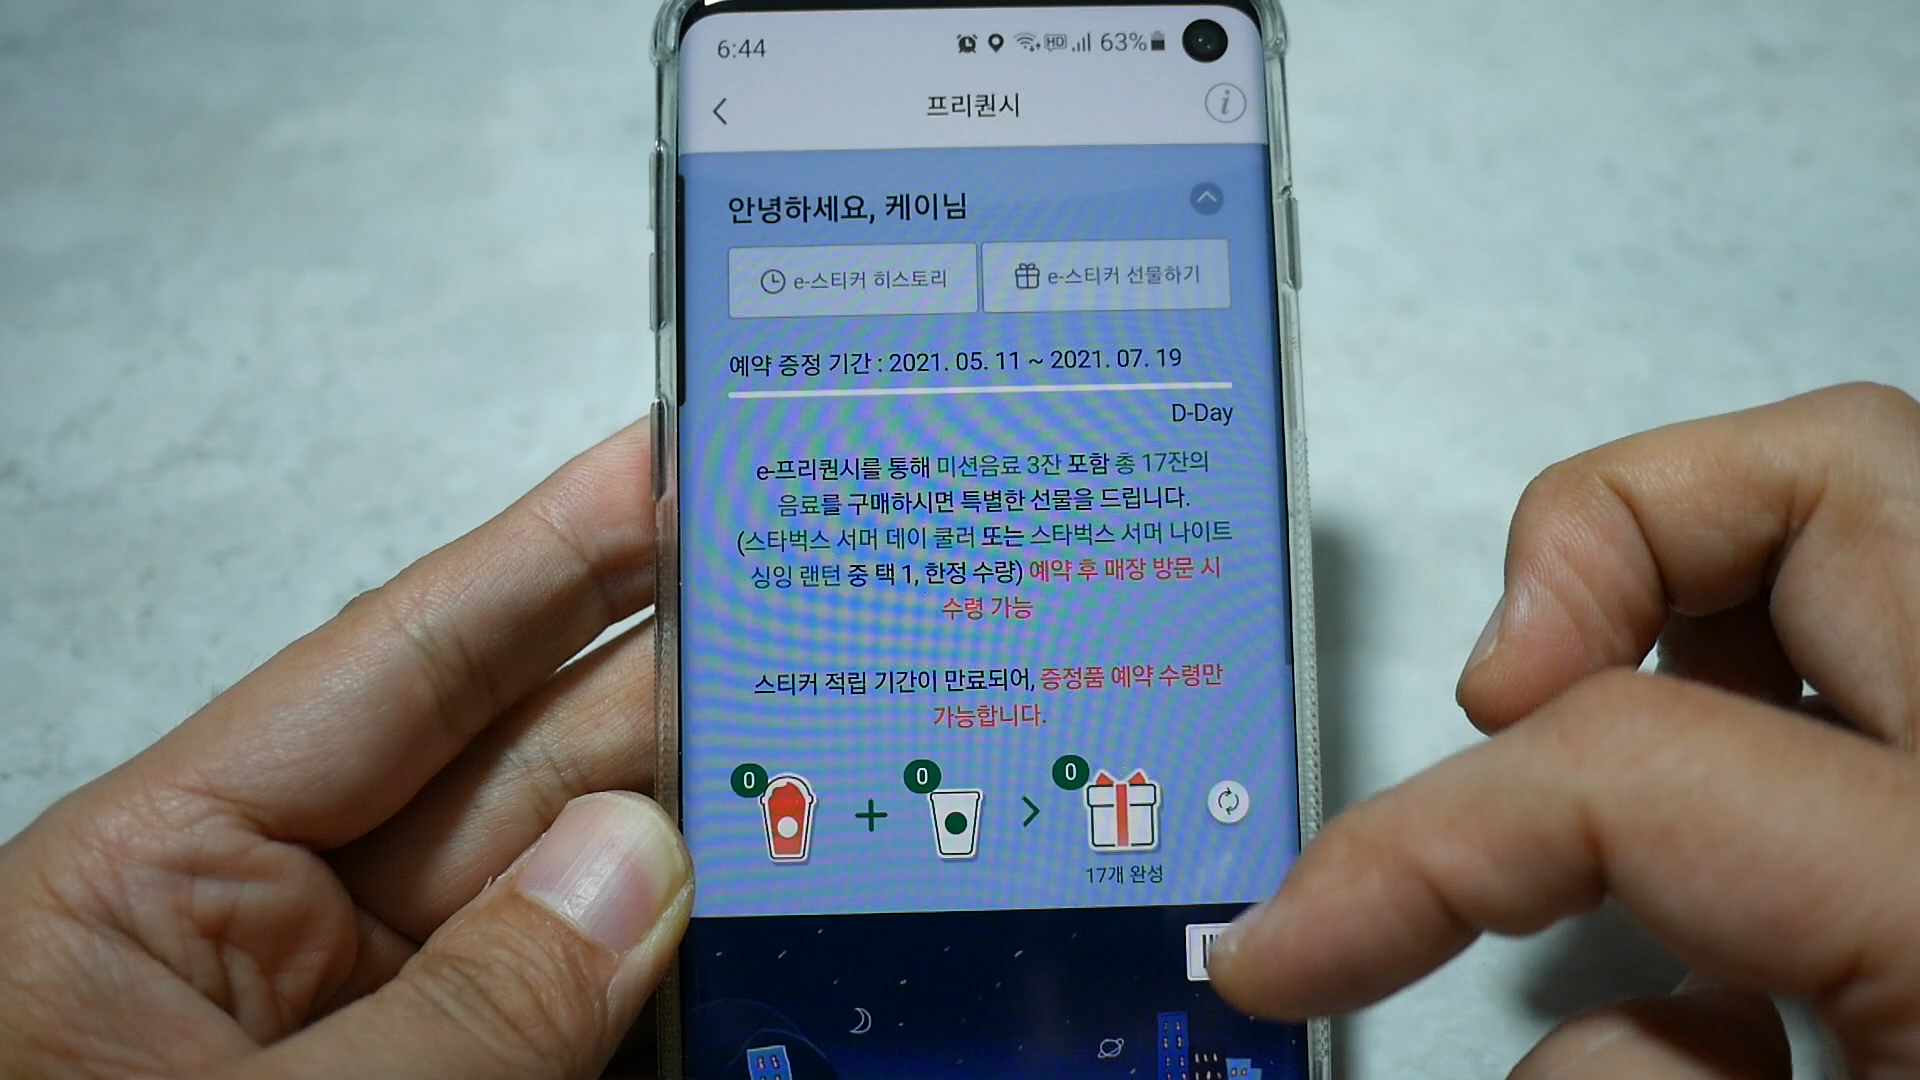 6:44
HD 63%
프리퀀시
i
안녕하세요, 케이님
e-스티커 히스토리
e-스티커 선물하기
예약 증정 기간 : 2021. 05. 11 ~ 2021. 07. 19
D-Day
e-프리퀀시를 통해 미션음료 3잔 포함 총 17잔의
음료를 구매하시면 특별한 선물을 드립니다.
(스타벅스 서머 데이 쿨러 또는 스타벅스 서머 나이트
싱잉 랜턴 중 택 1, 한정 수량) 예약 후 매장 방문 시
수령 가능
스티커 적립 기간이 만료되어, 증정품 예약 수령만
가능합니다.
0 0 0
17개 완성